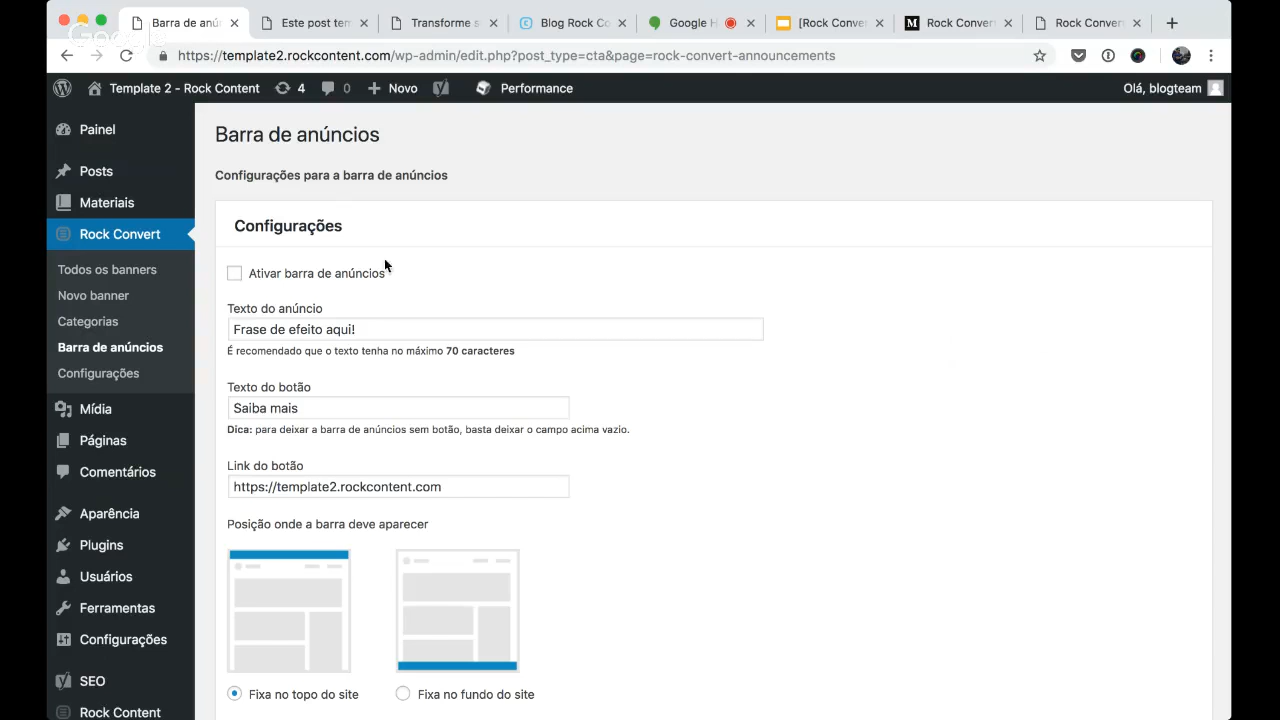 Barra de anún
Este post tem
Transforme s
Blog Rock Co
Google H
[Rock Conver
Rock Conver
Rock Conver
https://template2.rockcontent.com/wp-admin/edit.php?post_type=cta&page=rock-convert-announcements
Template 2 - Rock Content
4
0
Novo
Performance
Olá, blogteam
Painel
Posts
Materiais
Rock Convert
Todos os banners
Novo banner
Categorias
Barra de anúncios
Configurações
Mídia
Páginas
Comentários
Aparência
Plugins
Usuários
Ferramentas
Configurações
SEO
Rock Content
Barra de anúncios
Configurações para a barra de anúncios
Configurações
Ativar barra de anúncios
Texto do anúncio
Frase de efeito aqui!
É recomendado que o texto tenha no máximo 70 caracteres
Texto do botão
Saiba mais
Dica: para deixar a barra de anúncios sem botão, basta deixar o campo acima vazio.
Link do botão
https://template2.rockcontent.com
Posição onde a barra deve aparecer
Fixa no topo do site
Fixa no fundo do site